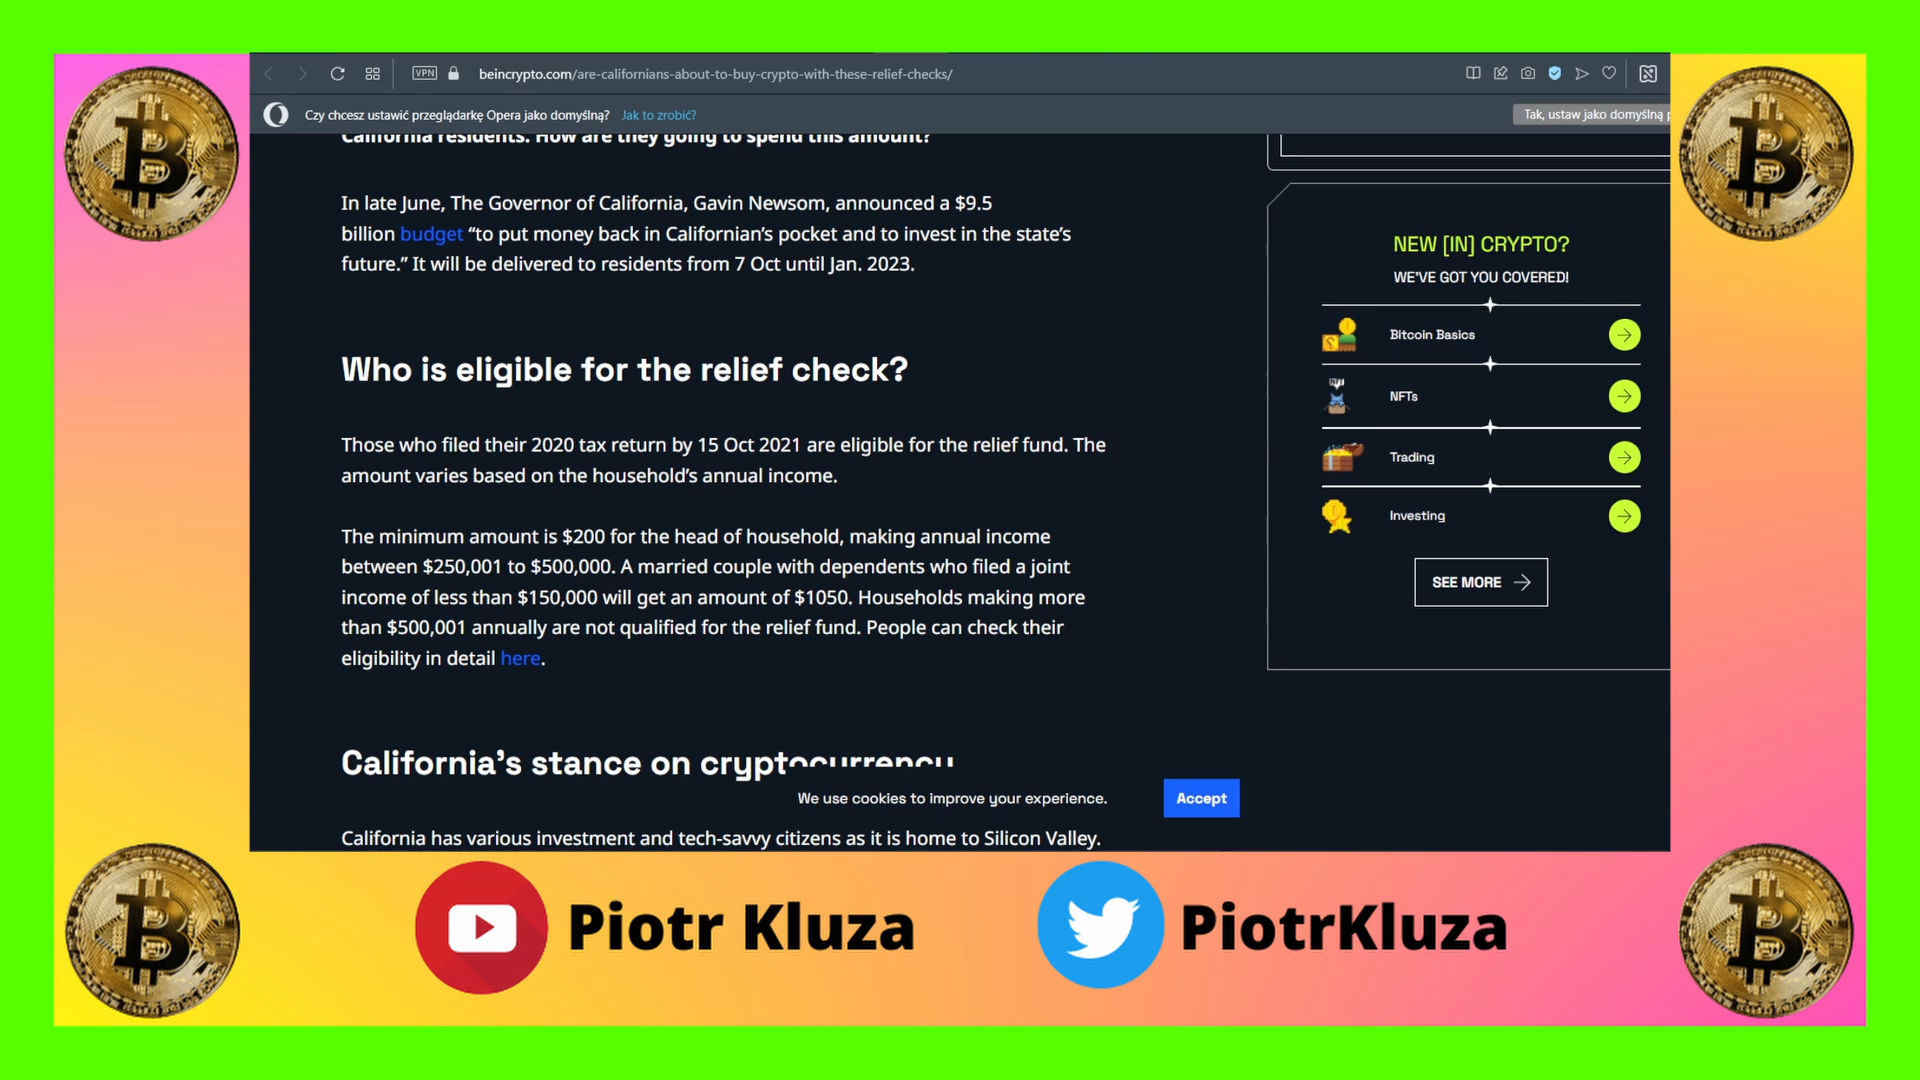 VPN
beincrypto.com/are-californians-about-to-buy-crypto-with-these-relief-checks/
Czy chcesz ustawić przeglądarkę Opera jako domyślną? Jak to zrobić?
Tak, ustaw jako domyślną p
California residents. How are they going to spend this amount?
In late June, The Governor of California, Gavin Newsom, announced a $9.5
billion budget “to put money back in Californian’s pocket and to invest in the state’s
future.” It will be delivered to residents from 7 Oct until Jan. 2023.
Who is eligible for the relief check?
Those who filed their 2020 tax return by 15 Oct 2021 are eligible for the relief fund. The
amount varies based on the household’s annual income.
The minimum amount is $200 for the head of household, making annual income
between $250,001 to $500,000. A married couple with dependents who filed a joint
income of less than $150,000 will get an amount of $1050. Households making more
than $500,001 annually are not qualified for the relief fund. People can check their
eligibility in detail here.
California’s stance on cryptocurrency
California has various investment and tech-savvy citizens as it is home to Silicon Valley.
NEW [IN] CRYPTO?
WE’VE GOT YOU COVERED!
Bitcoin Basics
NFTs
Trading
Investing
SEE MORE
We use cookies to improve your experience.
Accept
Piotr Kluza
PiotrKluza